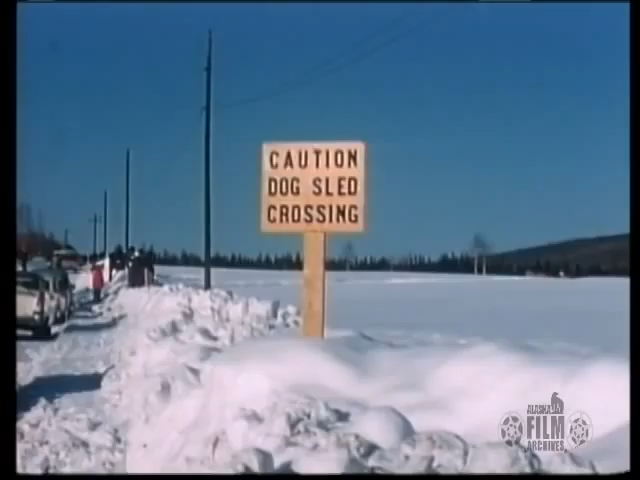 CAUTION
DOG SLED
CROSSING
ALASKA
FILM
ARCHIVES